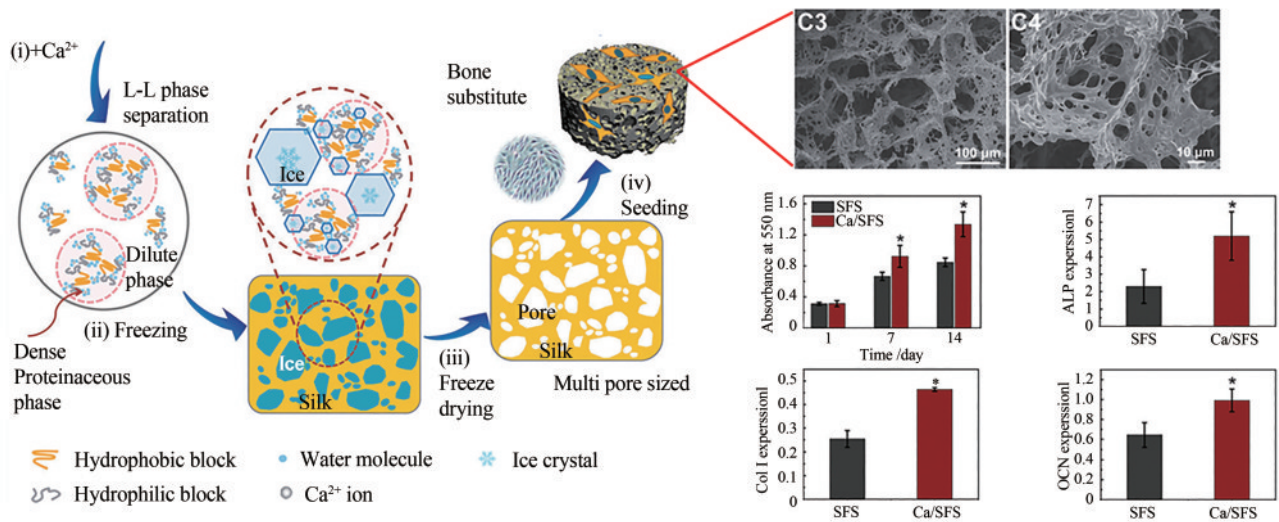 (i)+Ca²⁺
L-L phase
separation
Dilute
phase
(ii) Freezing
Dense
Proteinaceous
phase
Ice
Ice
Silk
(iii)
Freeze
drying
Bone
substitute
(iv)
Seeding
Pore
Silk
Multi pore sized
Hydrophobic block
Water molecule
Ice crystal
Hydrophilic block
Ca²⁺ ion
C3
100 μm
C4
10 μm
Absorbance at 550 nm
1.6
1.2
0.8
0.4
0
SFS
Ca/SFS
*
*
1
7
14
Time /day
ALP experssionl
7
6
5
4
3
2
1
0
*
SFS
Ca/SFS
Col I experssionl
0.5
0.4
0.3
0.2
0.1
0
*
SFS
Ca/SFS
OCN experssionl
1.2
1.0
0.8
0.6
0.4
0.2
0
*
SFS
Ca/SFS